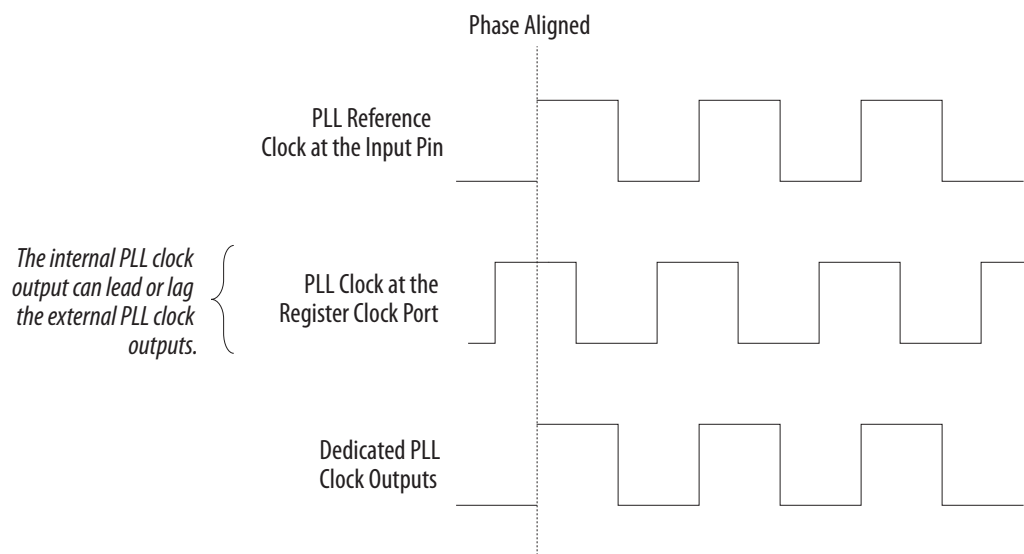 Phase Aligned
PLL Reference
Clock at the Input Pin
The internal PLL clock
output can lead or lag
the external PLL clock
outputs.
PLL Clock at the
Register Clock Port
Dedicated PLL
Clock Outputs